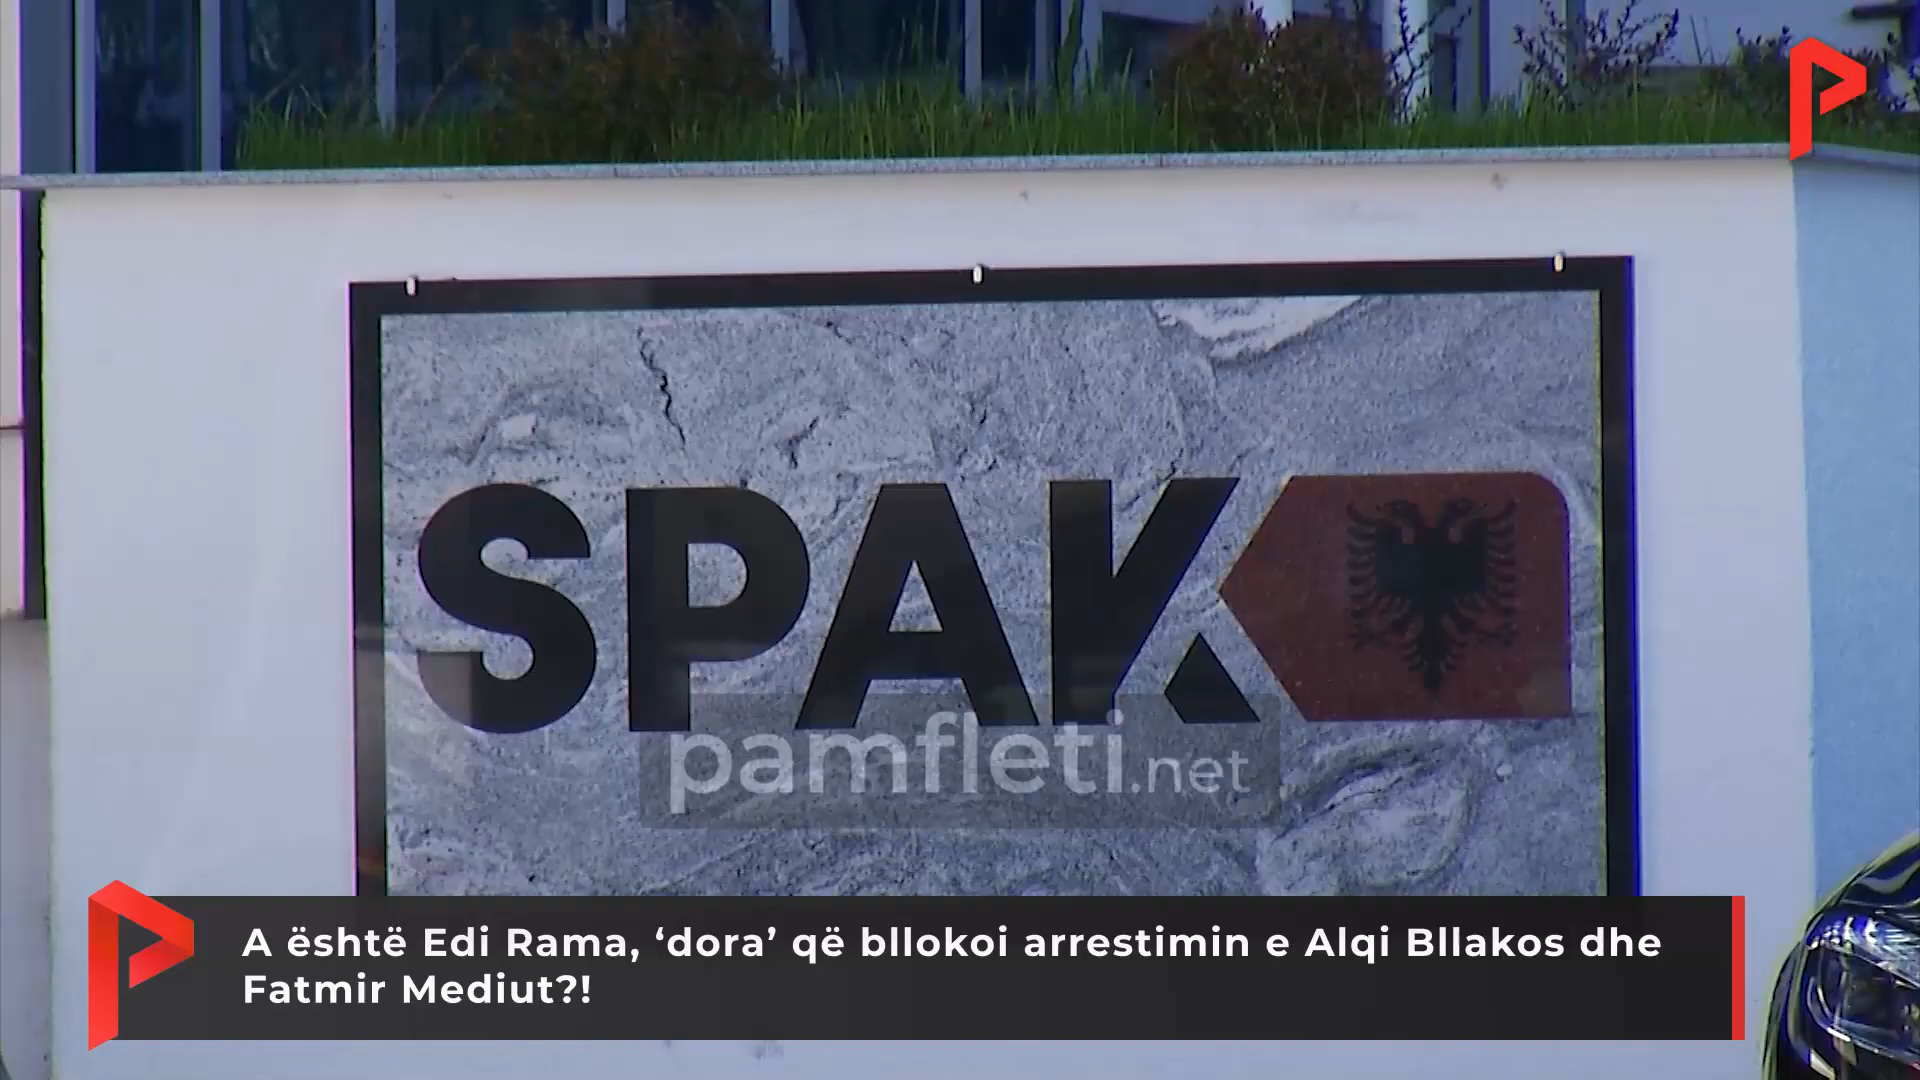 SPAK
pamfleti.net
A është Edi Rama, ‘dora’ që bllokoi arrestimin e Alqi Bllakos dhe
Fatmir Mediut?!